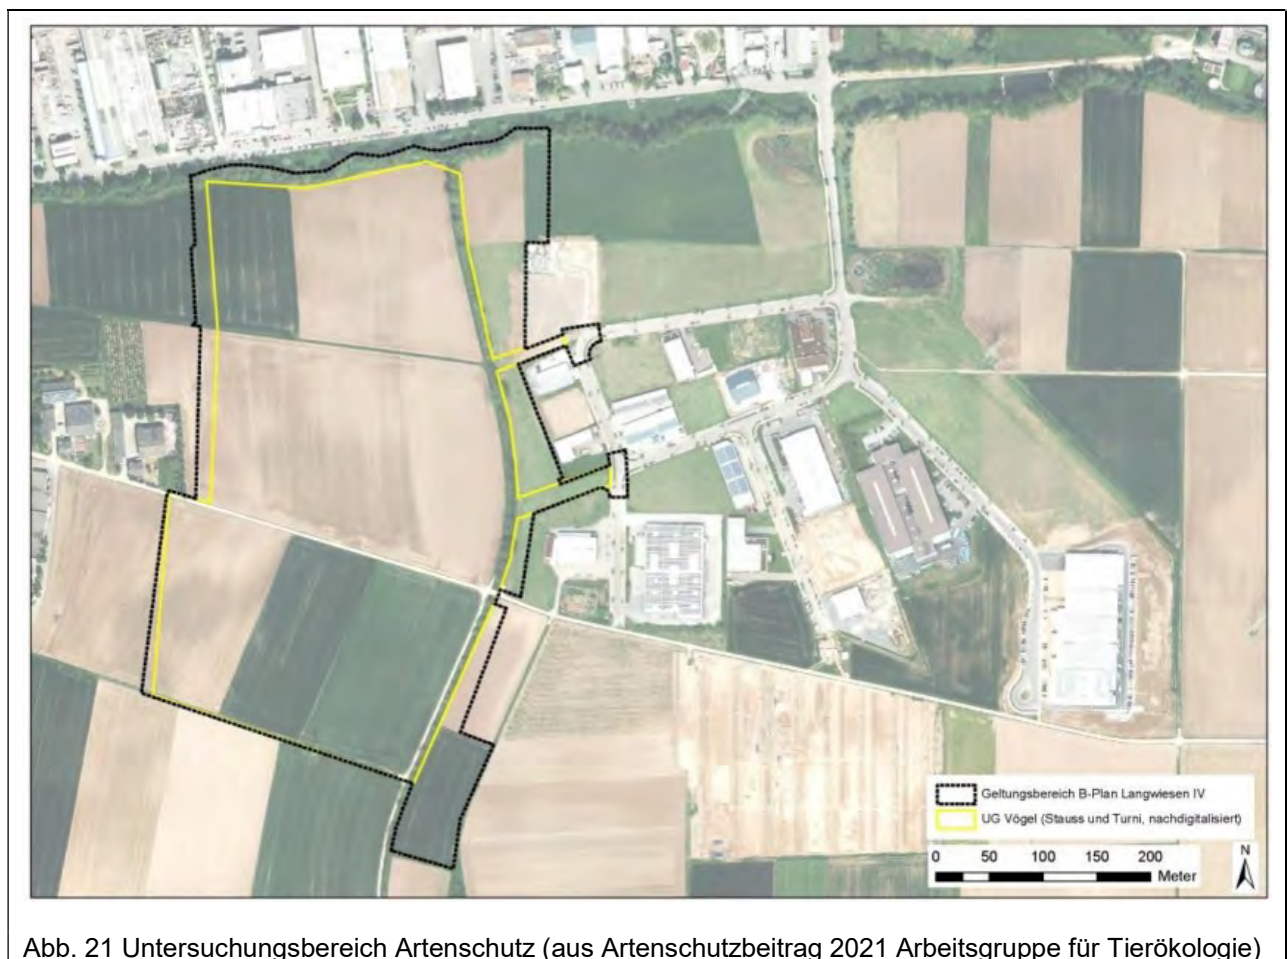 Geltungsbereich B-Plan Langwiesen IV
UG Vögel (Stauss und Turni, nachdigitalisiert)
0 50 100 150 200
Meter
N
Abb. 21 Untersuchungsbereich Artenschutz (aus Artenschutzbeitrag 2021 Arbeitsgruppe für Tierökologie)